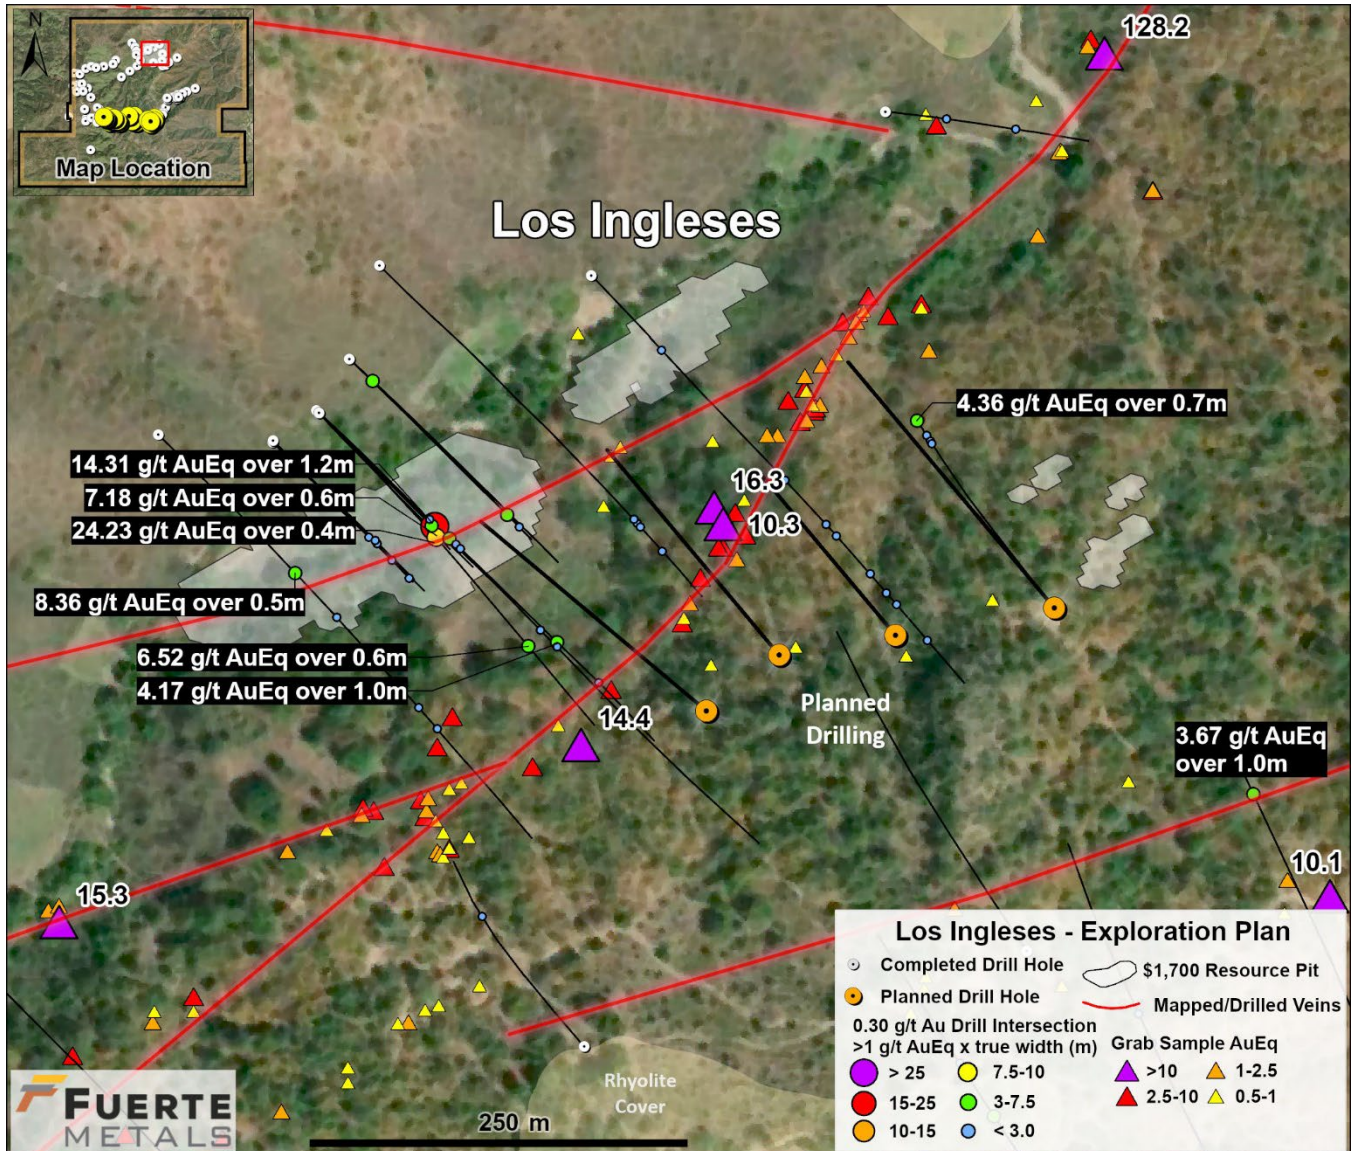 N
Map Location
128.2
Los Ingleses
4.36 g/t AuEq over 0.7m
14.31 g/t AuEq over 1.2m
7.18 g/t AuEq over 0.6m
24.23 g/t AuEq over 0.4m
16.3
10.3
8.36 g/t AuEq over 0.5m
6.52 g/t AuEq over 0.6m
4.17 g/t AuEq over 1.0m
14.4
Planned
Drilling
3.67 g/t AuEq
over 1.0m
15.3
10.1
Los Ingleses - Exploration Plan
Completed Drill Hole
Planned Drill Hole
$1,700 Resource Pit
Mapped/Drilled Veins
0.30 g/t Au Drill Intersection
>1 g/t AuEq x true width (m)
> 25
15-25
10-15
7.5-10
3-7.5
< 3.0
Grab Sample AuEq
>10
2.5-10
1-2.5
0.5-1
Rhyolite
Cover
FUERTE
METALS
250 m